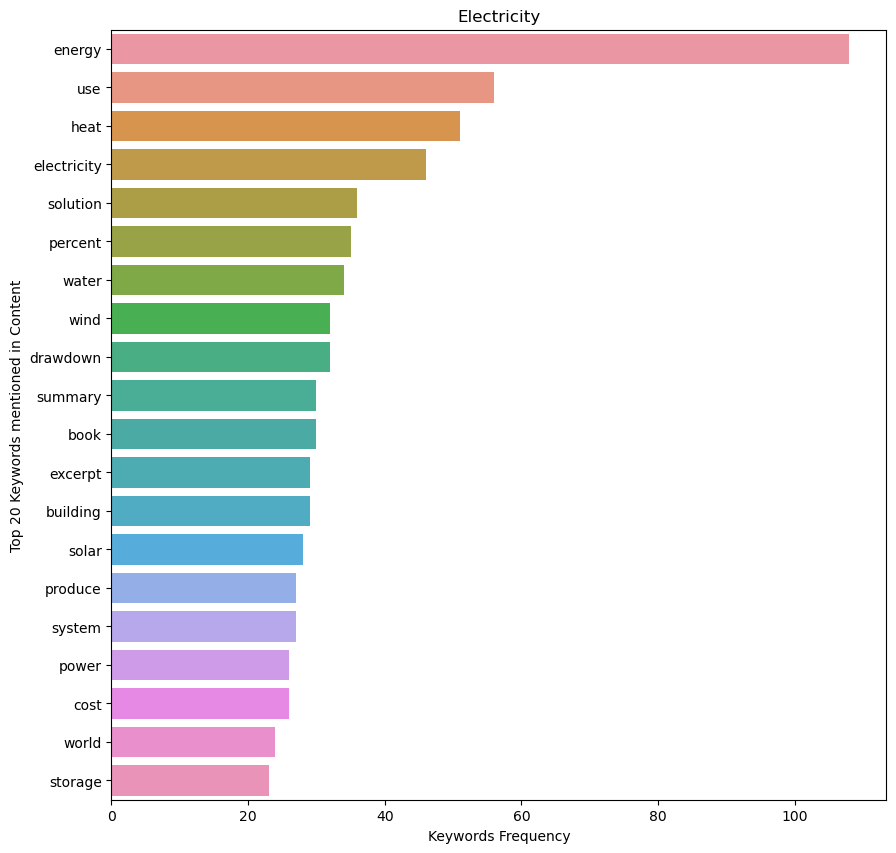 Electricity
Top 20 Keywords mentioned in Content
energy
use
heat
electricity
solution
percent
water
wind
drawdown
summary
book
excerpt
building
solar
produce
system
power
cost
world
storage
0 20 40 60 80 100
Keywords Frequency